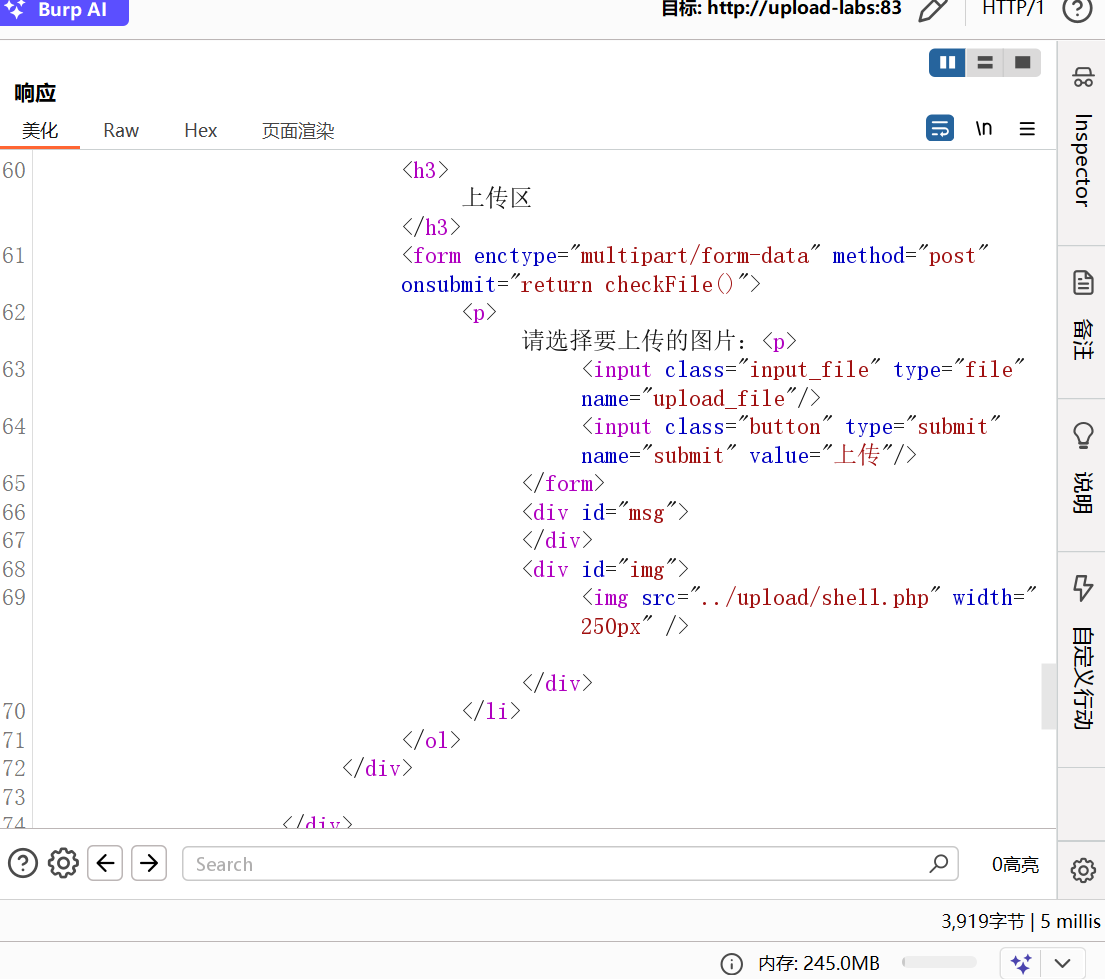 Burp AI
目标: http://upload-labs:83
HTTP/1
?
响应
美化 Raw Hex 页面渲染
\n
60 <h3>
上传区
</h3>
61 <form enctype="multipart/form-data" method="post"
onsubmit="return checkFile()">
62 <p>
请选择要上传的图片：<p>
63 <input class="input_file" type="file"
name="upload_file"/>
64 <input class="button" type="submit"
name="submit" value="上传"/>
65 </form>
66 <div id="msg">
67 </div>
68 <div id="img">
69 <img src="../upload/shell.php" width="
250px" />
</div>
70 </li>
71 </ol>
72 </div>
73
74 </div>
Inspector
备注
说明
自定义行动
?
Search
0高亮
3,919字节 | 5 millis
内存: 245.0MB